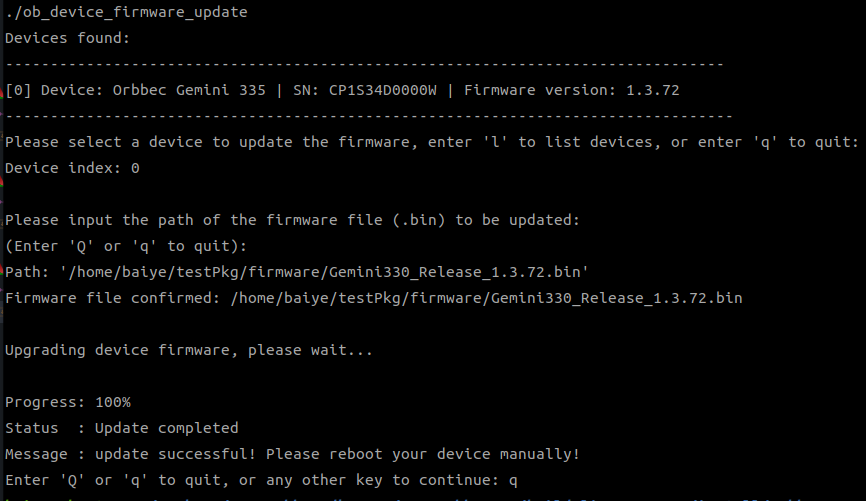 ./ob_device_firmware_update
Devices found:
--------------------------------------------------------------------------------
[0] Device: Orbbec Gemini 335 | SN: CP1S34D0000W | Firmware version: 1.3.72
---------------------------------------------------------------------------------
Please select a device to update the firmware, enter 'l' to list devices, or enter 'q' to quit:
Device index: 0
Please input the path of the firmware file (.bin) to be updated:
(Enter 'Q' or 'q' to quit):
Path: '/home/baiye/testPkg/firmware/Gemini330_Release_1.3.72.bin'
Firmware file confirmed: /home/baiye/testPkg/firmware/Gemini330_Release_1.3.72.bin
Upgrading device firmware, please wait...
Progress: 100%
Status  : Update completed
Message : update successful! Please reboot your device manually!
Enter 'Q' or 'q' to quit, or any other key to continue: q